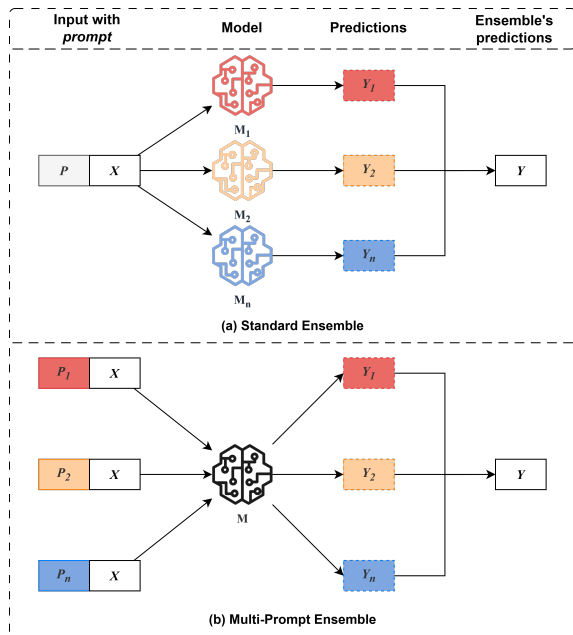 Input with prompt
Model
Predictions
Ensemble's predictions
P X
M1
M2
Mn
Y1
Y2
Yn
Y
(a) Standard Ensemble
P1 X
P2 X
Pn X
M
Y1
Y2
Yn
Y
(b) Multi-Prompt Ensemble